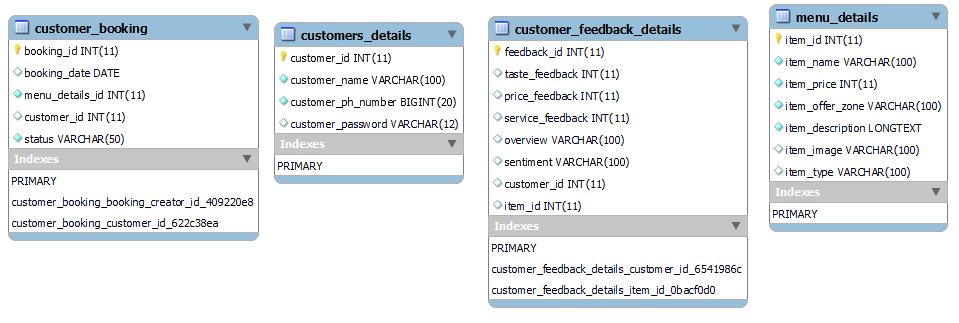 customer_booking
booking_id INT(11)
booking_date DATE
menu_details_id INT(11)
customer_id INT(11)
status VARCHAR(50)
Indexes
PRIMARY
customer_booking_booking_creator_id_409220e8
customer_booking_customer_id_622c38ea
customers_details
customer_id INT(11)
customer_name VARCHAR(100)
customer_ph_number BIGINT(20)
customer_password VARCHAR(12)
Indexes
PRIMARY
customer_feedback_details
feedback_id INT(11)
taste_feedback INT(11)
price_feedback INT(11)
service_feedback INT(11)
overview VARCHAR(100)
sentiment VARCHAR(100)
customer_id INT(11)
item_id INT(11)
Indexes
PRIMARY
customer_feedback_details_customer_id_6541986c
customer_feedback_details_item_id_0bacf0d0
menu_details
item_id INT(11)
item_name VARCHAR(100)
item_price INT(11)
item_offer_zone VARCHAR(100)
item_description LONGTEXT
item_image VARCHAR(100)
item_type VARCHAR(100)
Indexes
PRIMARY